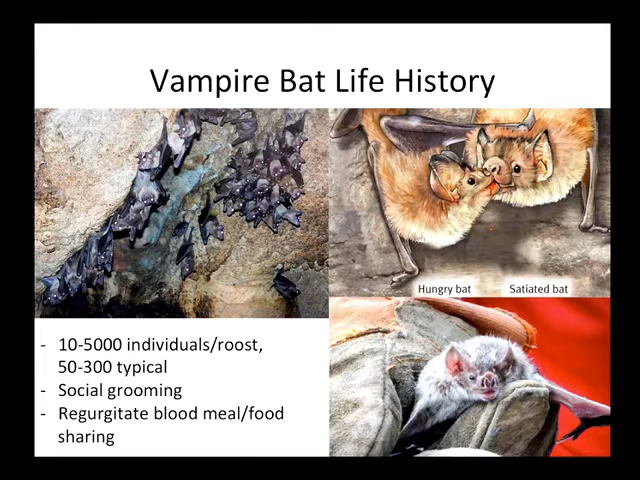 Vampire Bat Life History
Hungry bat
Satiated bat
- 10-5000 individuals/roost,
50-300 typical
- Social grooming
- Regurgitate blood meal/food
sharing